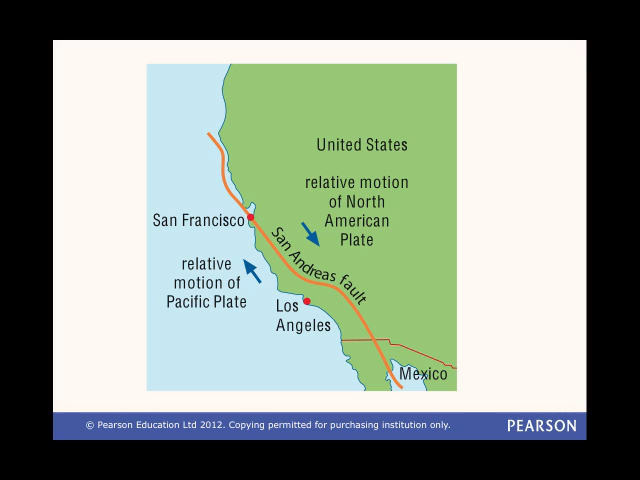 United States
relative motion
of North
American
Plate
San Francisco
San Andreas fault
relative
motion of
Pacific Plate
Los
Angeles
Mexico
© Pearson Education Ltd 2012. Copying permitted for purchasing institution only.
PEARSON